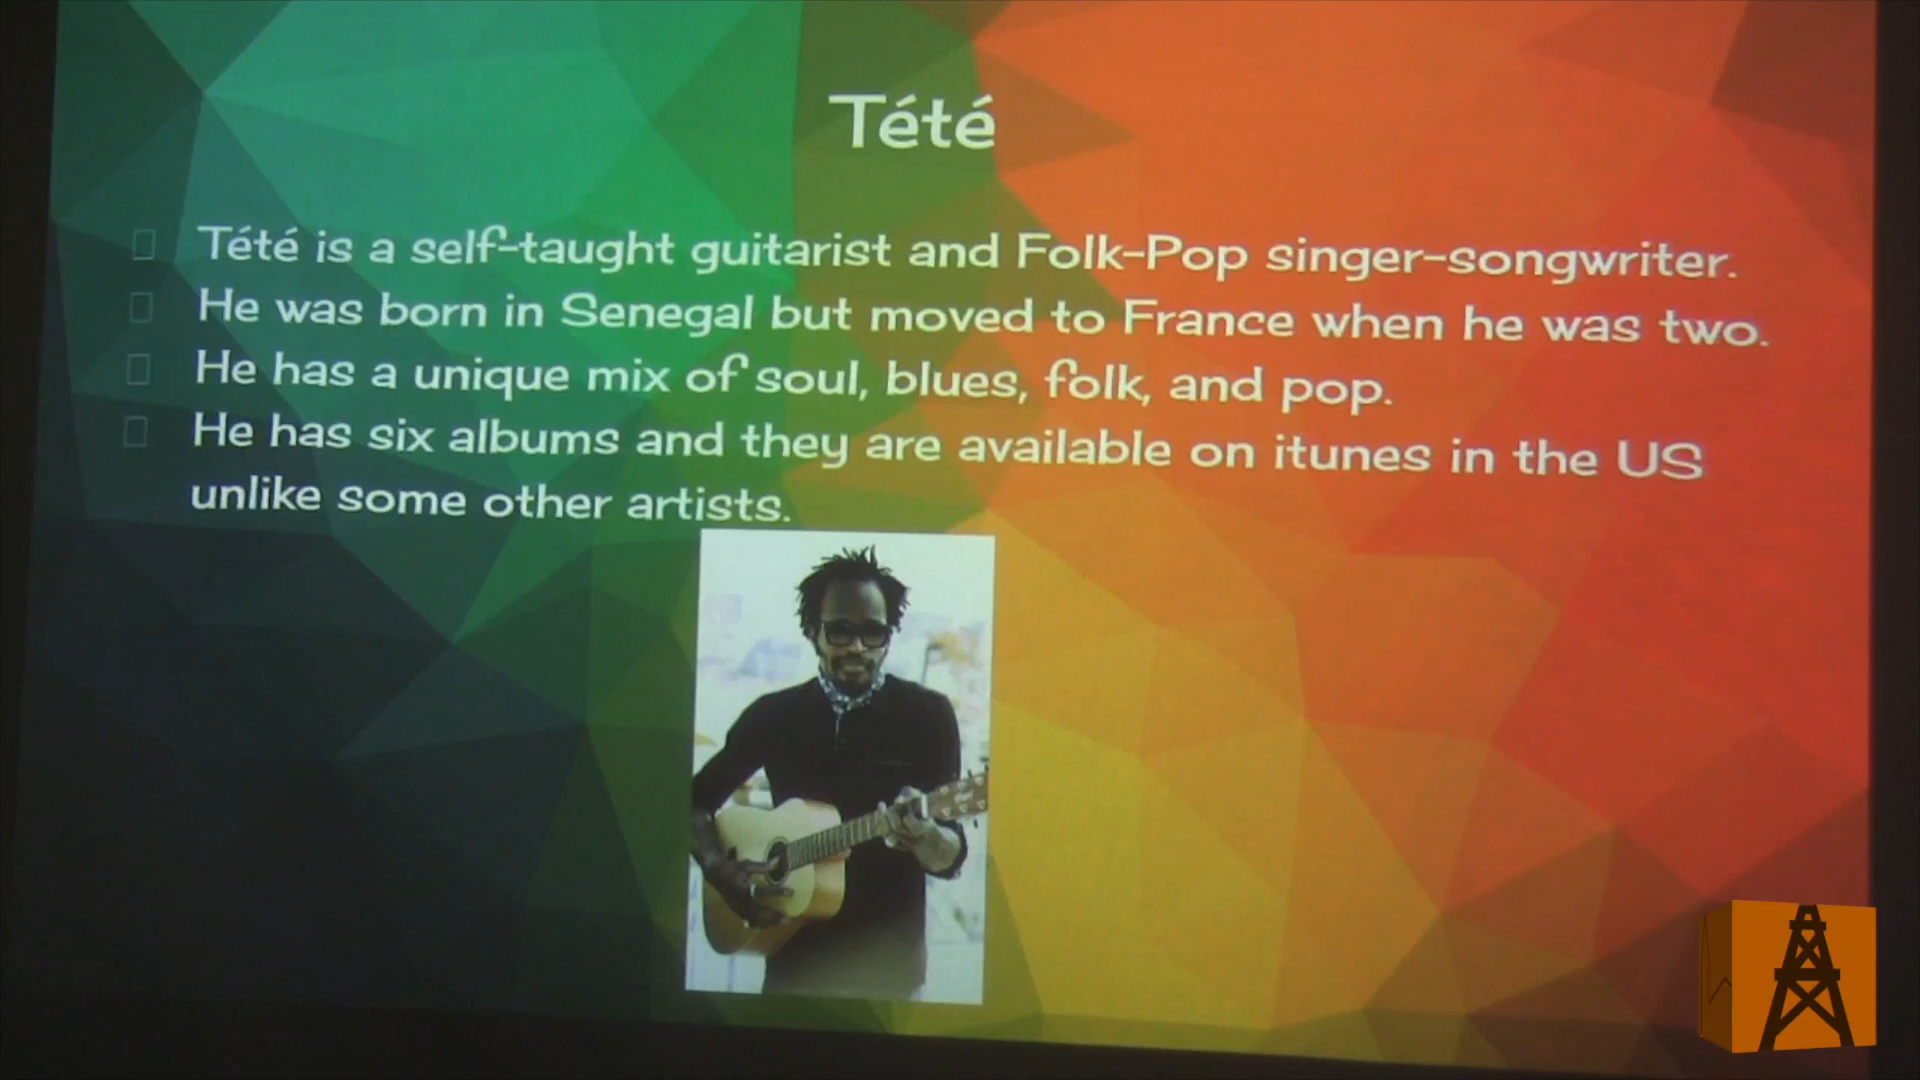 Tété
Tété is a self-taught guitarist and Folk-Pop singer-songwriter.
He was born in Senegal but moved to France when he was two.
He has a unique mix of soul, blues, folk, and pop.
He has six albums and they are available on itunes in the US
unlike some other artists.